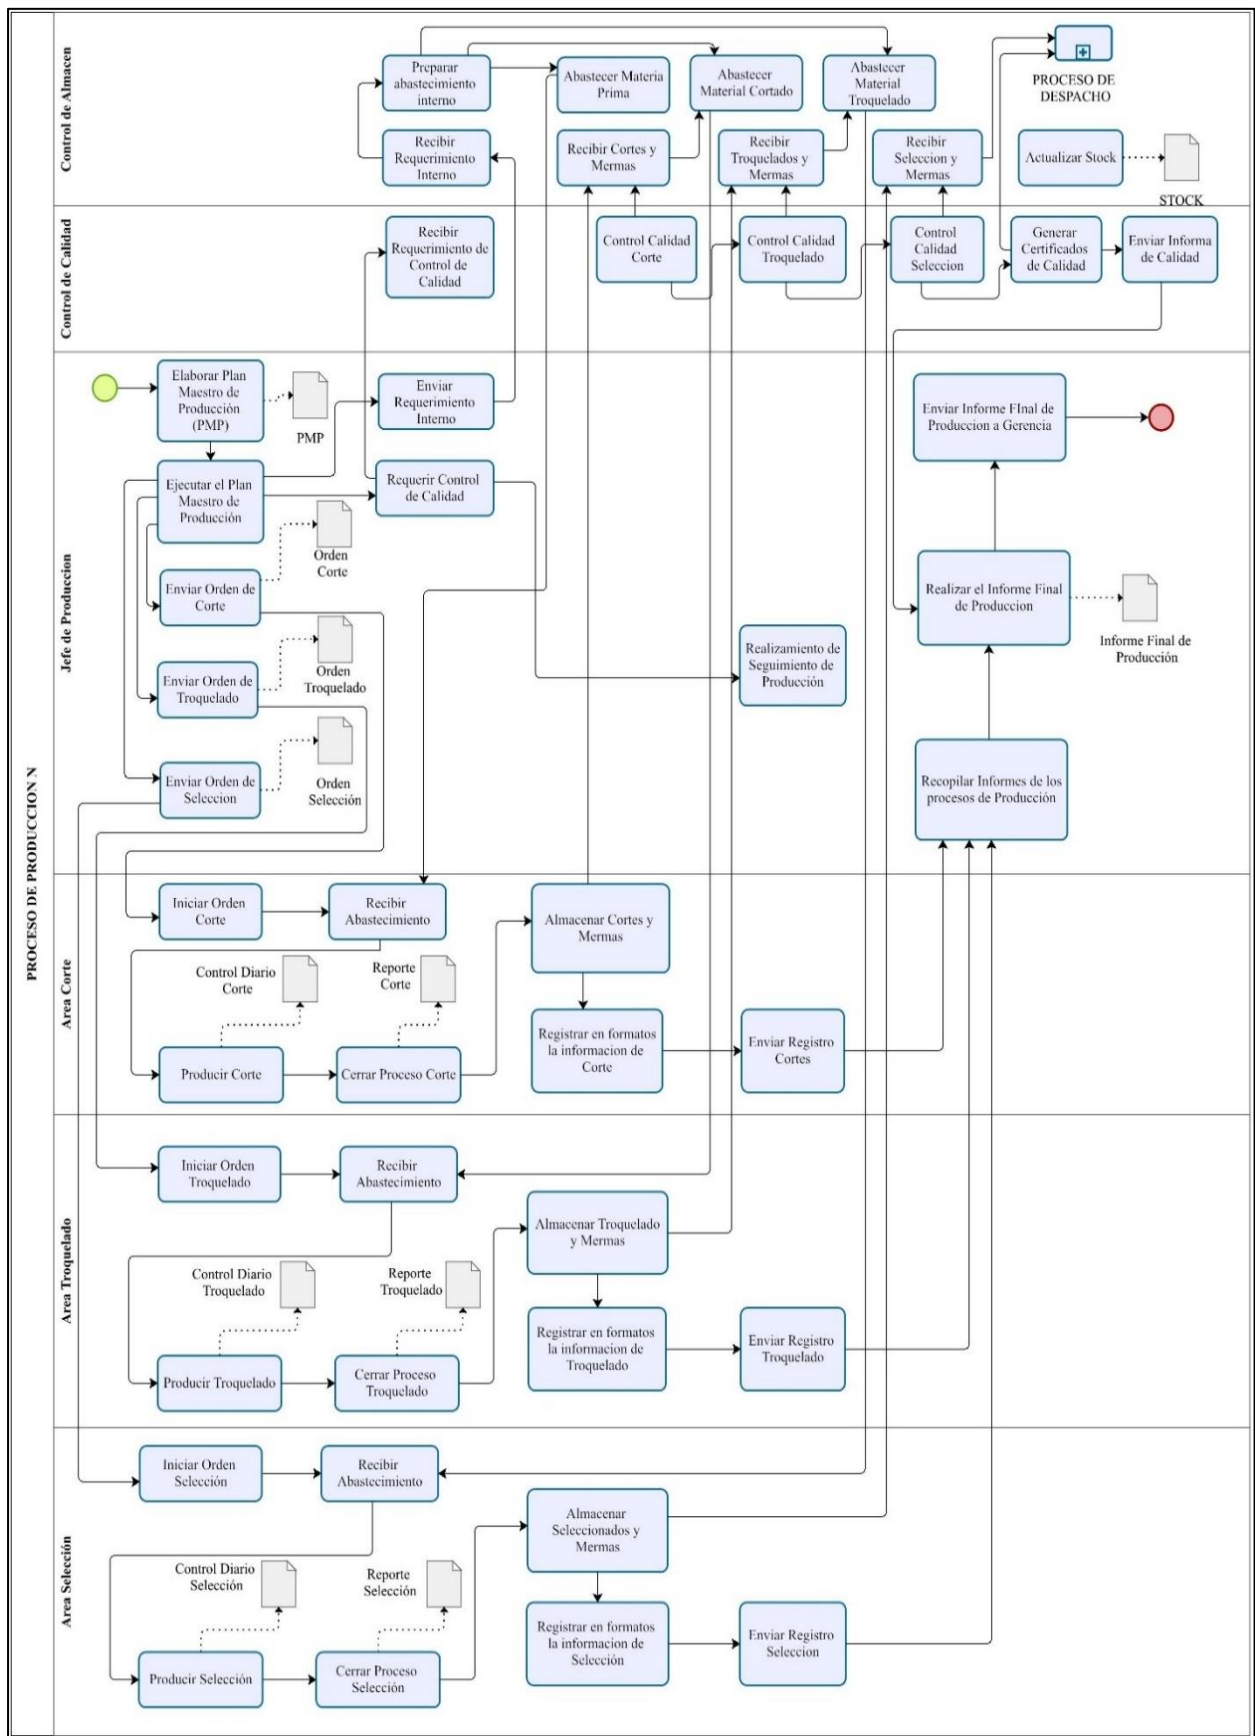 PROCESO DE PRODUCCION N
Control de Almacen
Preparar
abastecimiento
interno
Abastecer Materia
Prima
Abastecer
Material Cortado
Abastecer
Material
Troquelado
PROCESO DE
DESPACHO
Recibir
Requerimiento
Interno
Recibir Cortes y
Mermas
Recibir
Troquelados y
Mermas
Recibir
Seleccion y
Mermas
Actualizar Stock
STOCK
Control de Calidad
Recibir
Requerimiento de
Control de
Calidad
Control Calidad
Corte
Control Calidad
Troquelado
Control
Calidad
Seleccion
Generar
Certificados
de Calidad
Enviar Informa
de Calidad
Jefe de Produccion
Elaborar Plan
Maestro de
Producción
(PMP)
PMP
Enviar
Requerimiento
Interno
Enviar Informe FInal de
Produccion a Gerencia
Ejecutar el Plan
Maestro de
Producción
Requerir Control
de Calidad
Orden
Corte
Enviar Orden de
Corte
Realizar el Informe Final
de Produccion
Informe Final de
Producción
Enviar Orden de
Troquelado
Orden
Troquelado
Realizamiento de
Seguimiento de
Producción
Enviar Orden de
Seleccion
Orden
Selección
Recopilar Informes de los
procesos de Producción
Area Corte
Iniciar Orden
Corte
Recibir
Abastecimiento
Almacenar Cortes y
Mermas
Control Diario
Corte
Reporte
Corte
Producir Corte
Cerrar Proceso Corte
Registrar en formatos
la informacion de
Corte
Enviar Registro
Cortes
Area Troquelado
Iniciar Orden
Troquelado
Recibir
Abastecimiento
Almacenar Troquelado
y Mermas
Control Diario
Troquelado
Reporte
Troquelado
Producir Troquelado
Cerrar Proceso
Troquelado
Registrar en formatos
la informacion de
Troquelado
Enviar Registro
Troquelado
Area Selección
Iniciar Orden
Selección
Recibir
Abastecimiento
Almacenar
Seleccionados y
Mermas
Control Diario
Selección
Reporte
Selección
Producir Selección
Cerrar Proceso
Selección
Registrar en formatos
la informacion de
Selección
Enviar Registro
Seleccion